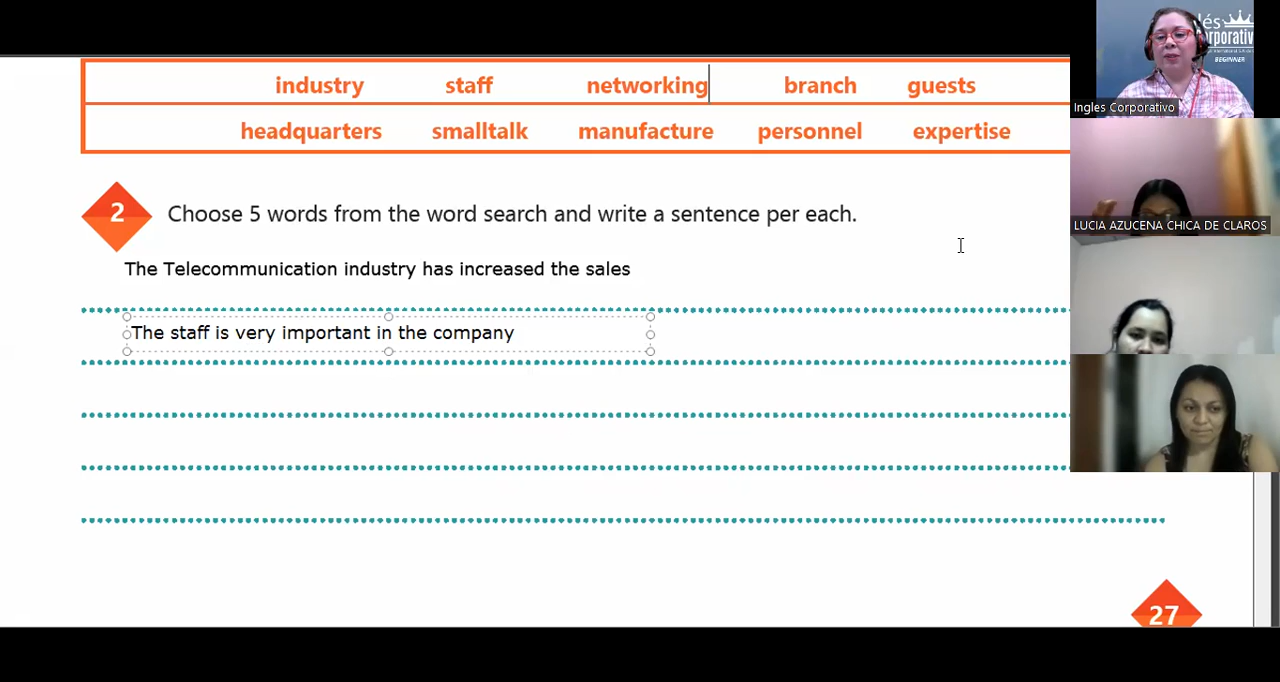 industry staff networking branch guests
headquarters smalltalk manufacture personnel expertise
2 Choose 5 words from the word search and write a sentence per each.
The Telecommunication industry has increased the sales
The staff is very important in the company
27
BEGINNER
Ingles Corporativo
LUCIA AZUCENA CHICA DE CLAROS